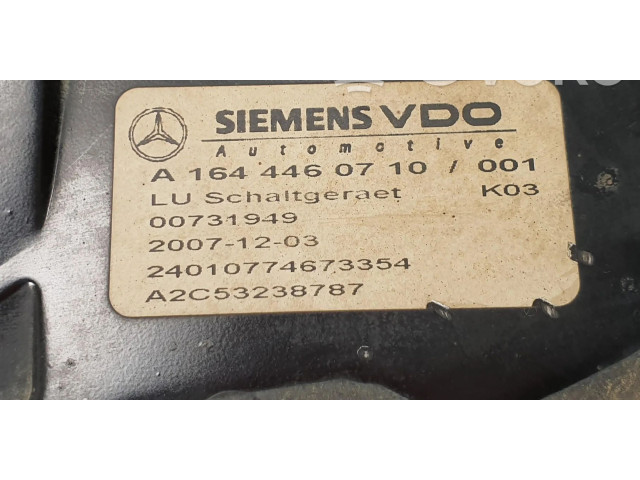 SIEMENS VDO
Automotive
A 164 446 07 10 / 001
LU Schaltgeraet K03
00731949
2007-12-03
24010774673354
A2C53238787